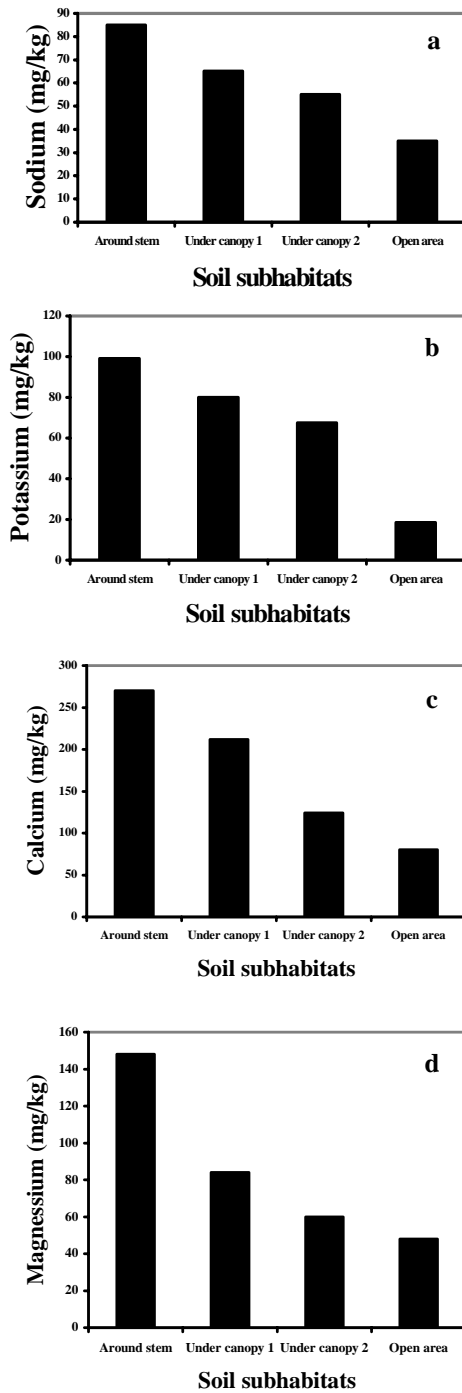 a
Sodium (mg/kg)
90
80
70
60
50
40
30
20
10
0
Around stem Under canopy 1 Under canopy 2 Open area
Soil subhabitats
b
Potassium (mg/kg)
120
100
80
60
40
20
0
Around stem Under canopy 1 Under canopy 2 Open area
Soil subhabitats
c
Calcium (mg/kg)
300
250
200
150
100
50
0
Around stem Under canopy 1 Under canopy 2 Open area
Soil subhabitats
d
Magnessium (mg/kg)
160
140
120
100
80
60
40
20
0
Around stem Under canopy 1 Under canopy 2 Open area
Soil subhabitats